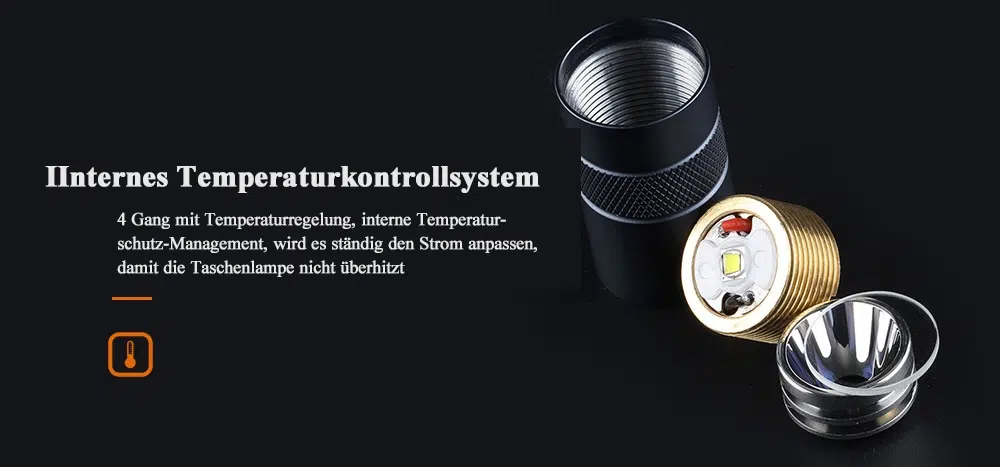 IInternes Temperaturkontrollsystem
4 Gang mit Temperaturregelung, interne Temperatur-
schutz-Management, wird es ständig den Strom anpassen,
damit die Taschenlampe nicht überhitzt